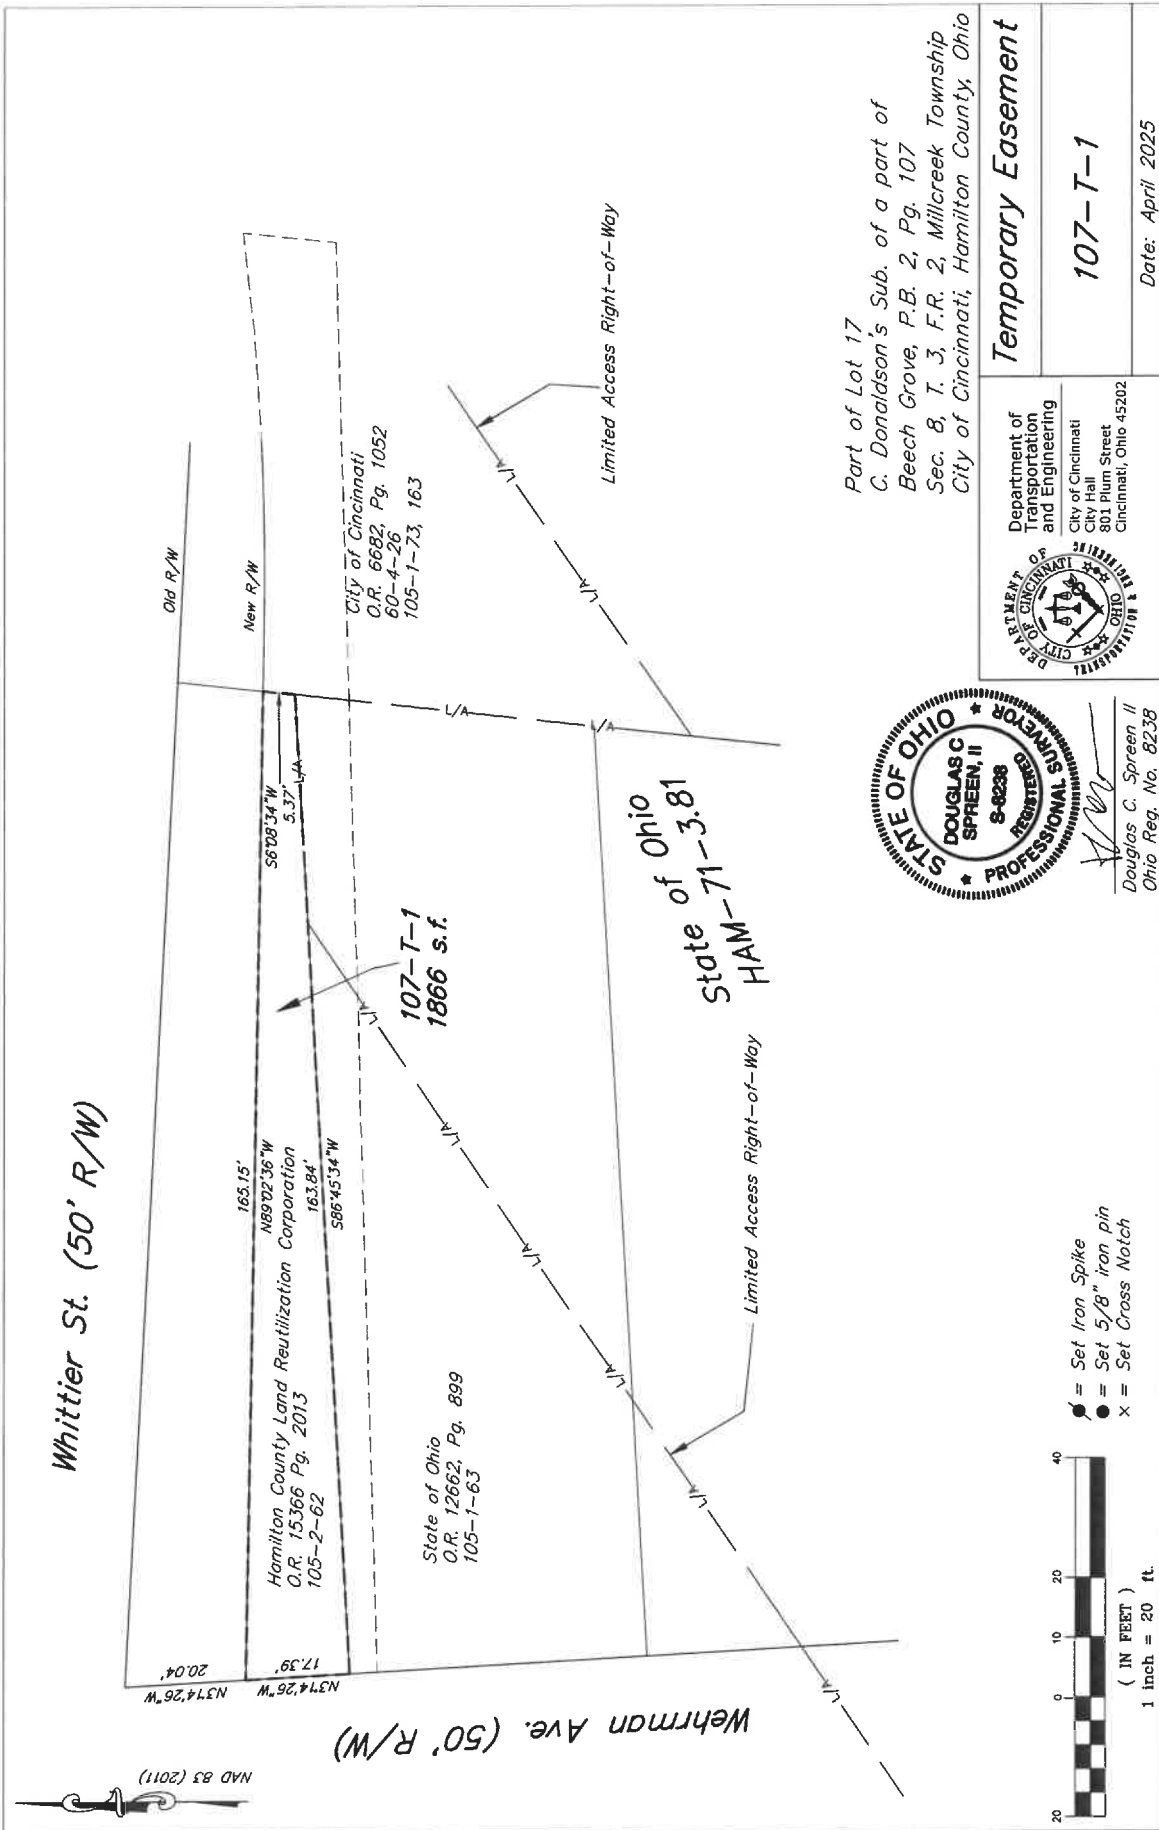 Whittier St. (50' R/W)
Old R/W
New R/W
165.15'
N89°02'36"W
S6°08'34"W
5.37'
Hamilton County Land Reutilization Corporation
O.R. 15366 Pg. 2013
105-2-62
163.84'
S86°45'34"W
107-T-1
1866 s.f.
City of Cincinnati
O.R. 6682, Pg. 1052
60-4-26
105-1-73, 163
20.04'
N3°14'26"W
17.39'
N3°14'26"W
Wehrman Ave. (50' R/W)
NAD 83 (2011)
State of Ohio
O.R. 12662, Pg. 899
105-1-63
L/A
L/A
L/A
L/A
L/A
L/A
L/A
L/A
L/A
L/A
L/A
Limited Access Right-of-Way
Limited Access Right-of-Way
State of Ohio
HAM-71-3.81
Part of Lot 17
C. Donaldson's Sub. of a part of
Beech Grove, P.B. 2, Pg. 107
Sec. 8, T. 3, F.R. 2, Millcreek Township
City of Cincinnati, Hamilton County, Ohio
20
0
10
20
40
( IN FEET )
1 inch = 20 ft.
= Set Iron Spike
= Set 5/8" iron pin
x = Set Cross Notch
STATE OF OHIO
DOUGLAS C
SPREEN, II
S-8238
REGISTERED
PROFESSIONAL SURVEYOR
Douglas C. Spreen II
Ohio Reg. No. 8238
DEPARTMENT OF
TRANSPORTATION & ENGINEERING
CITY OF CINCINNATI
OHIO
Department of
Transportation
and Engineering
City of Cincinnati
City Hall
801 Plum Street
Cincinnati, Ohio 45202
Temporary Easement
107-T-1
Date: April 2025